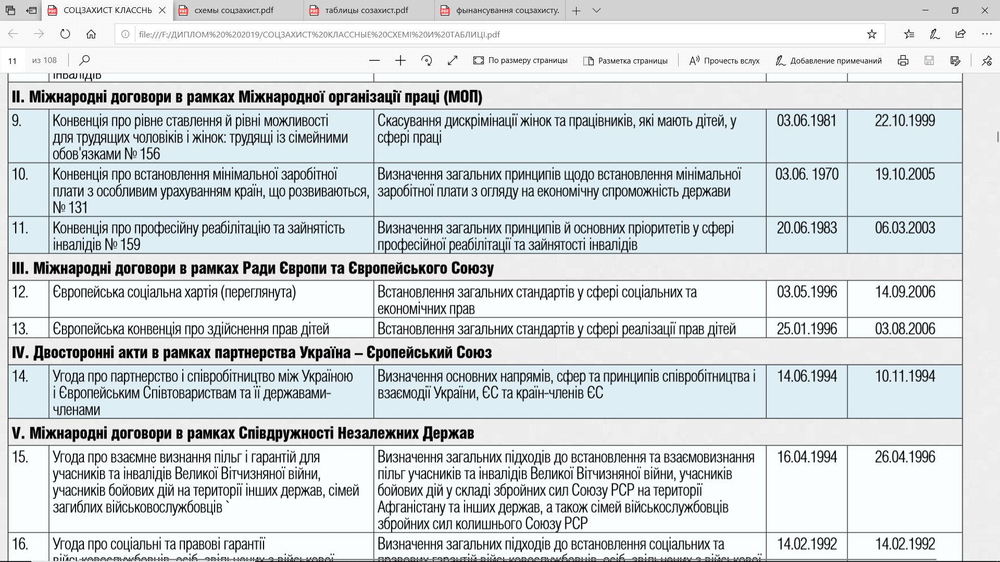 СОЦЗАХИСТ КЛАССНЬ
схемы соцзахист.pdf
таблицы созахист.pdf
фынансування соцзахисту.
file:///F:/ДИПЛОМ%20%202019/СОЦЗАХИСТ%20КЛАССНЫЕ%20СХЕМІ%20И%20ТАБЛИЦІ.pdf
11 из 108
По размеру страницы
Разметка страницы
Прочесть вслух
Добавление примечаний
інвалідів
ІІ. Міжнародні договори в рамках Міжнародної організації праці (МОП)
9.
Конвенція про рівне ставлення й рівні можливості
для трудящих чоловіків і жінок: трудящі із сімейними
обов'язками № 156
Скасування дискримінації жінок та працівників, які мають дітей, у
сфері праці
03.06.1981
22.10.1999
10.
Конвенція про встановлення мінімальної заробітної
плати з особливим урахуванням країн, що розвиваються,
№ 131
Визначення загальних принципів щодо встановлення мінімальної
заробітної плати з огляду на економічну спроможність держави
03.06. 1970
19.10.2005
11.
Конвенція про професійну реабілітацію та зайнятість
інвалідів № 159
Визначення загальних принципів й основних пріоритетів у сфері
професійної реабілітації та зайнятості інвалідів
20.06.1983
06.03.2003
ІІІ. Міжнародні договори в рамках Ради Європи та Європейського Союзу
12.
Європейська соціальна хартія (переглянута)
Встановлення загальних стандартів у сфері соціальних та
економічних прав
03.05.1996
14.09.2006
13.
Європейська конвенція про здійснення прав дітей
Встановлення загальних стандартів у сфері реалізації прав дітей
25.01.1996
03.08.2006
IV. Двосторонні акти в рамках партнерства Україна – Єропейський Союз
14.
Угода про партнерство і співробітництво між Україною
і Європейським Співтовариствам та її державами-
членами
Визначення основних напрямів, сфер та принципів співробітництва і
взаємодії України, ЄС та країн-членів ЄС
14.06.1994
10.11.1994
V. Міжнародні договори в рамках Співдружності Незалежних Держав
15.
Угода про взаємне визнання пільг і гарантій для
учасників та інвалідів Великої Вітчизняної війни,
учасників бойових дій на території інших держав, сімей
загиблих військовослужбовців `
Визначення загальних підходів до встановлення та взаємовизнання
пільг учасників та інвалідів Великої Вітчизняної війни, учасників
бойових дій у складі збройних сил Союзу РСР на території
Афганістану та інших держав, а також сімей військослужбовців
збройних сил колишнього Союзу РСР
16.04.1994
26.04.1996
16.
Угода про соціальні та правові гарантії
військовослужбовців, осіб, звільнених з військової
Визначення загальних підходів до встановлення соціальних та
правових гарантій військовослужбовців, осіб, звільнених з військової
14.02.1992
14.02.1992